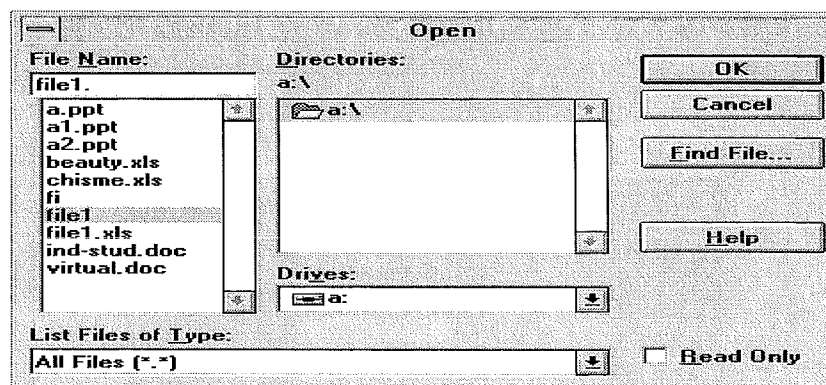 Open
File Name:
file1.
a.ppt
a1.ppt
a2.ppt
beauty.xls
chisme.xls
fi
file1
file1.xls
ind-stud.doc
virtual.doc
List Files of Type:
All Files (*.*)
Directories:
a:\
a:\
Drives:
a:
OK
Cancel
Find File...
Help
Read Only